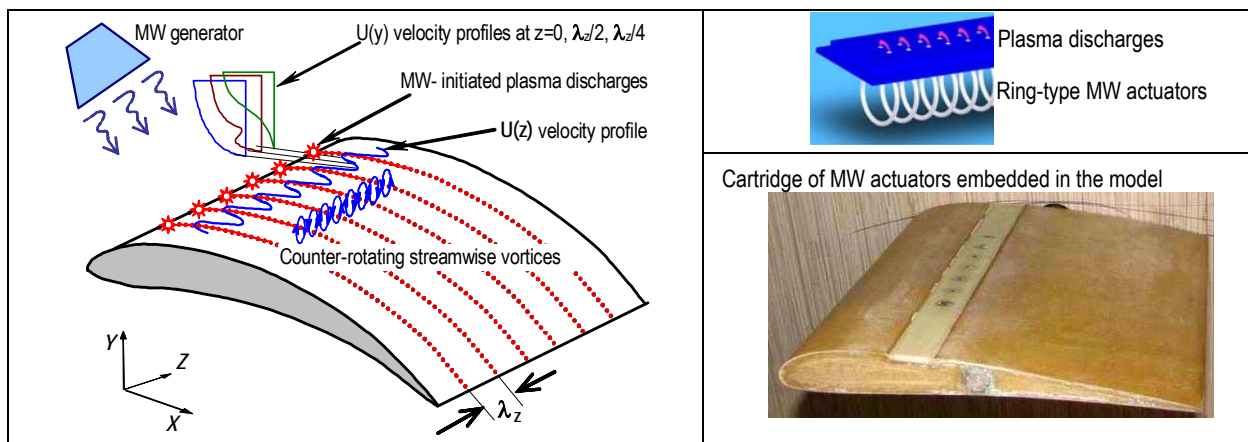 MW generator
U(y) velocity profiles at z=0, λz/2, λz/4
MW- initiated plasma discharges
U(z) velocity profile
Counter-rotating streamwise vortices
Y
Z
X
λz
Plasma discharges
Ring-type MW actuators
Cartridge of MW actuators embedded in the model